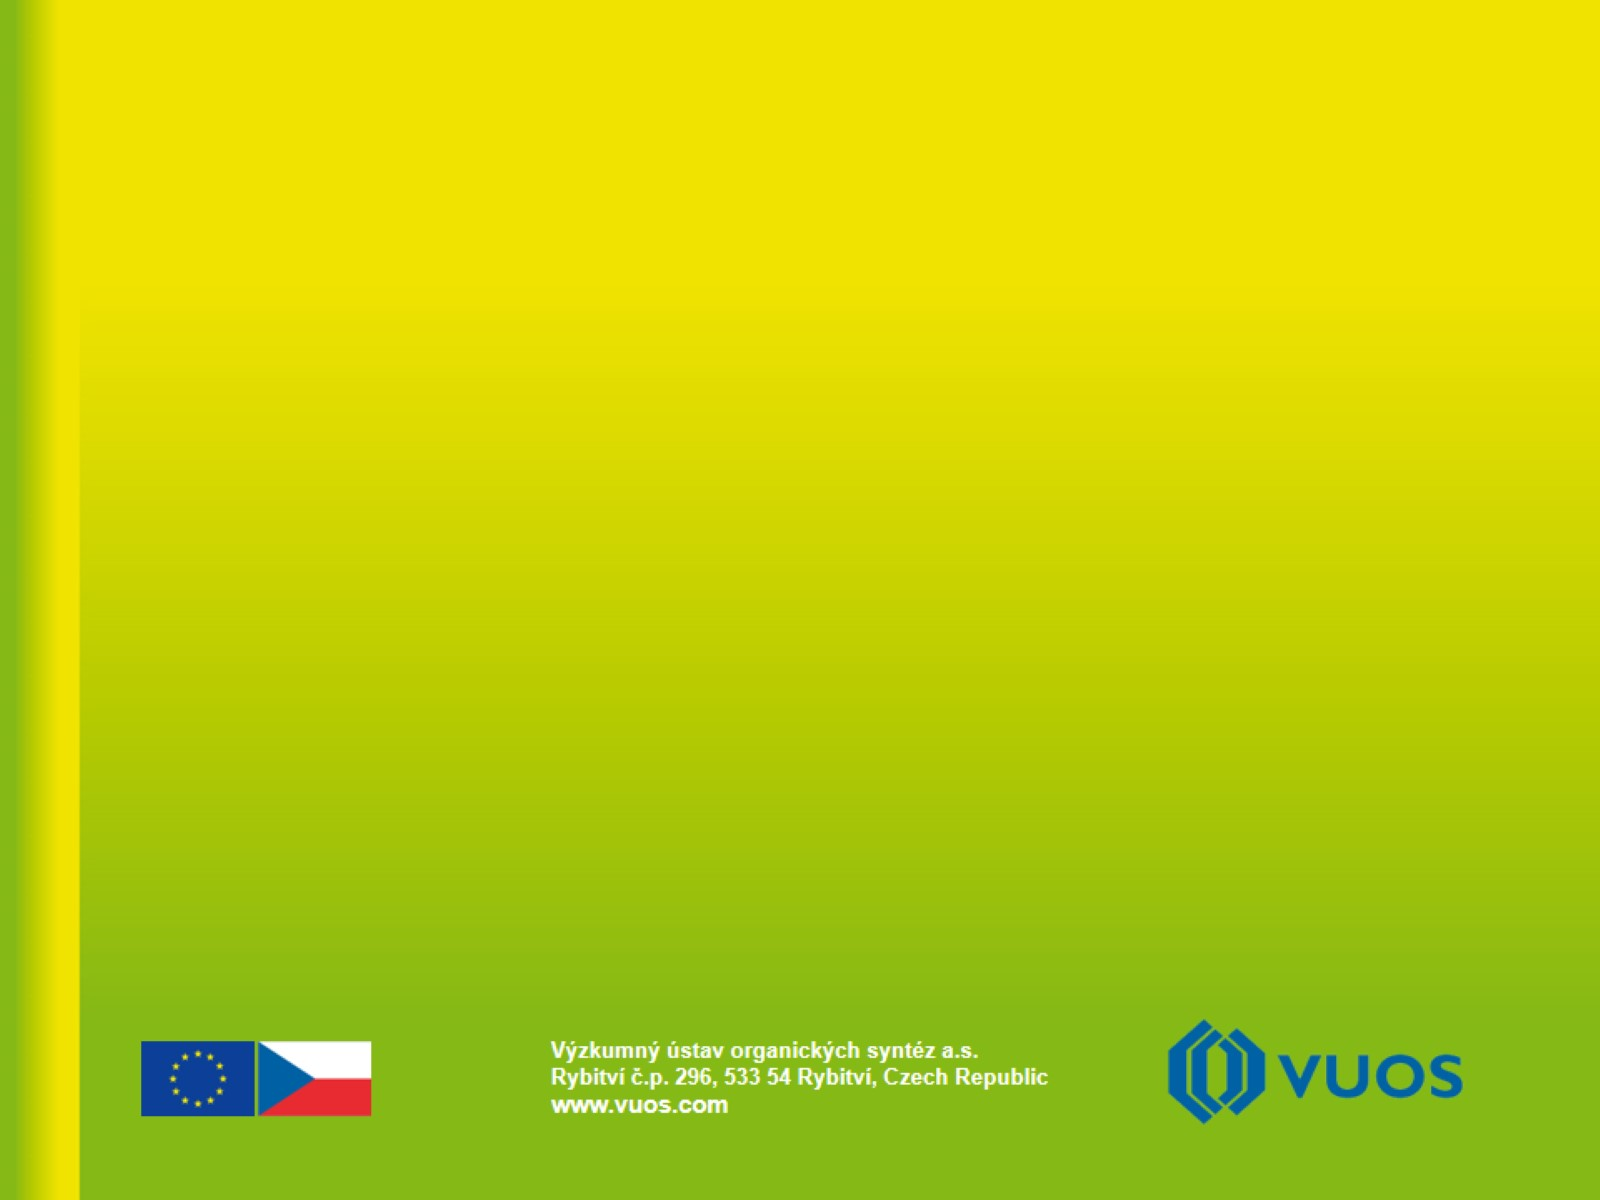 Výzkumný ústav organických syntéz a.s.
Rybitví č.p. 296, 533 54 Rybitví, Czech Republic
www.vuos.com
VUOS